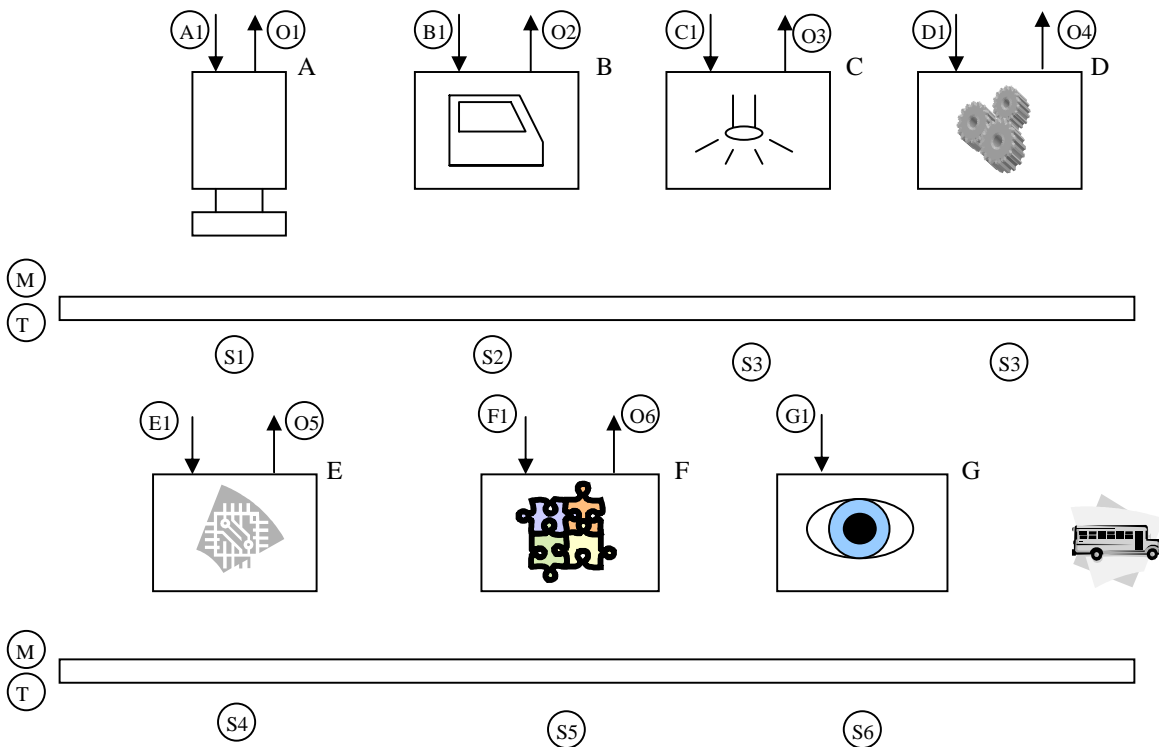 A1 O1 B1 O2 C1 O3 D1 O4
A B C D
M
T
S1 S2 S3 S3
E1 O5 F1 O6 G1
E F G
M
T
S4 S5 S6